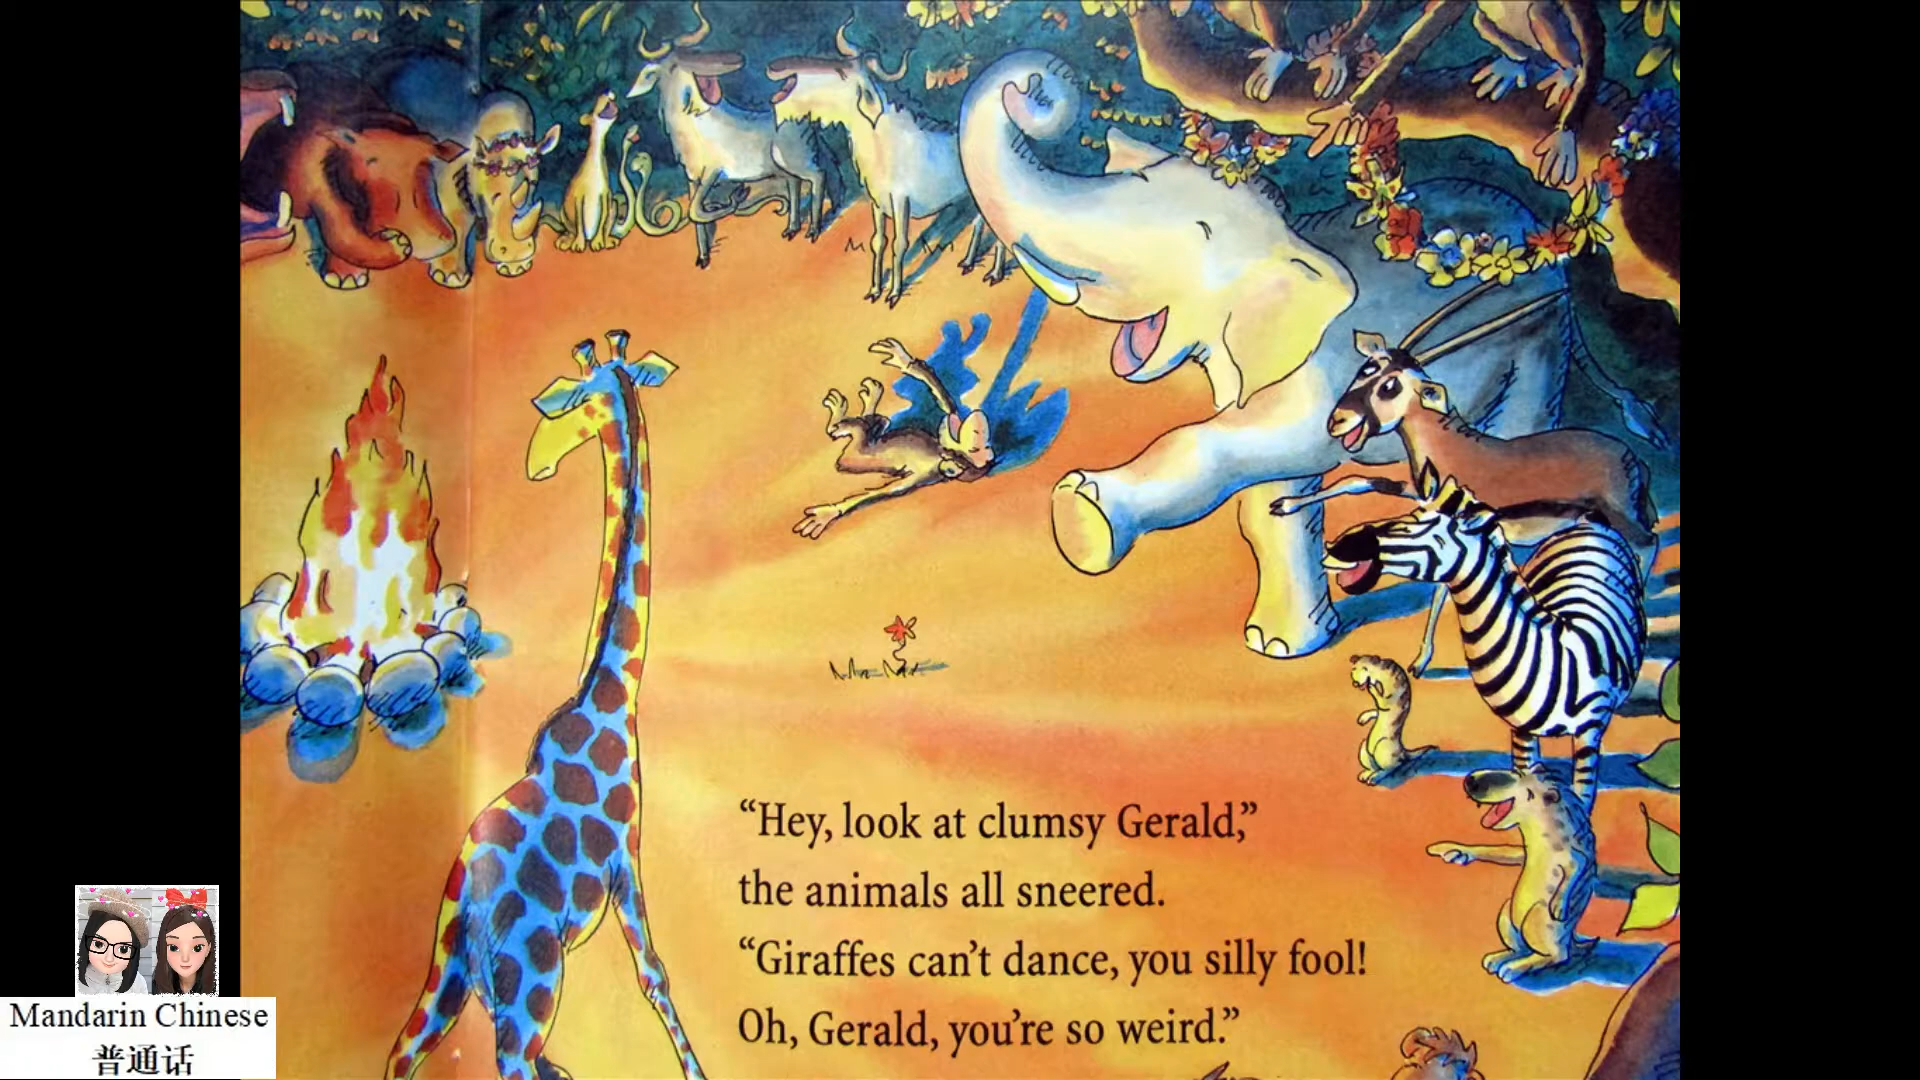 “Hey, look at clumsy Gerald,”
the animals all sneered.
“Giraffes can’t dance, you silly fool!
Oh, Gerald, you’re so weird.”
Mandarin Chinese
普通话